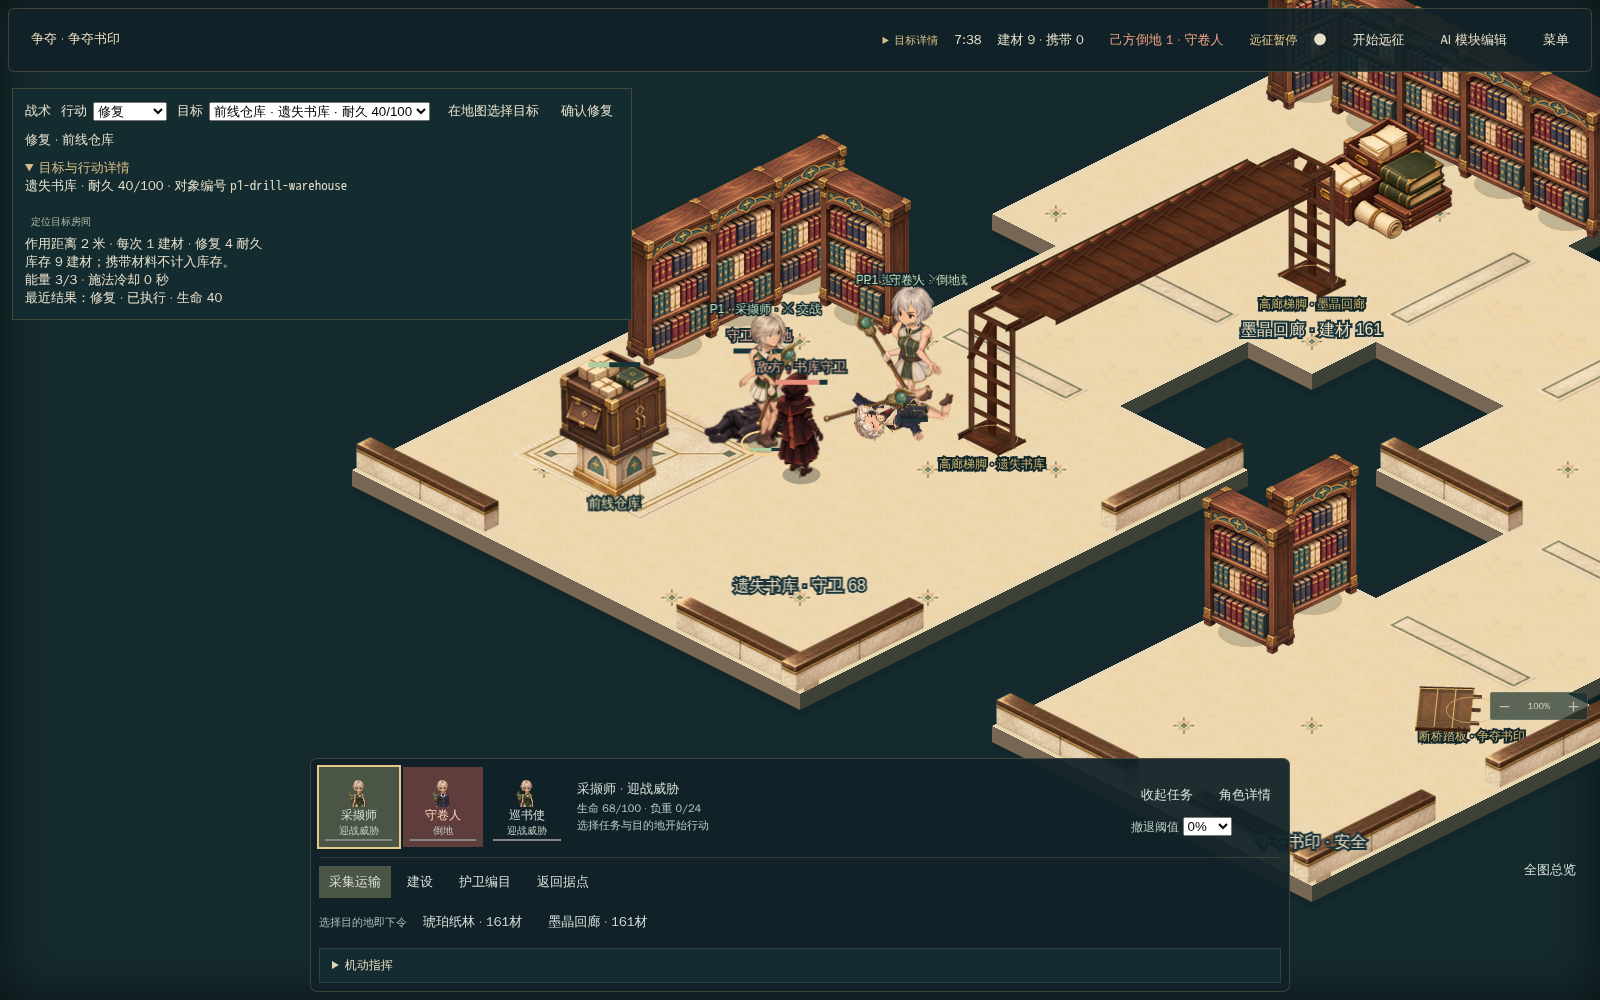 争夺 · 争夺书印
▶ 目标详情 7:38 建材 9 · 携带 0 己方倒地 1 · 守卷人 远征暂停 开始远征 AI 模块编辑 菜单
战术 行动 修复 目标 前线仓库 · 遗失书库 · 耐久 40/100 在地图选择目标 确认修复
修复 · 前线仓库
▼ 目标与行动详情
遗失书库 · 耐久 40/100 · 对象编号 p1-drill-warehouse
定位目标房间
作用距离 2 米 · 每次 1 建材 · 修复 4 耐久
库存 9 建材；携带材料不计入库存。
能量 3/3 · 施法冷却 0 秒
最近结果：修复 · 已执行 · 生命 40
守卷人 · 倒地
P1 · 采撷师 · ⚔ 交战
敌方 · 书库守卫
高廊梯脚 · 墨晶回廊
墨晶回廊 · 建材 161
高廊梯脚 · 遗失书库
前线仓库
遗失书库 · 守卫 68
− 100% +
断桥踏板 · 争夺书印
书印 · 安全
全图总览
采撷师 迎战威胁
守卷人 倒地
巡书使 迎战威胁
采撷师 · 迎战威胁
生命 68/100 · 负重 0/24
选择任务与目的地开始行动
收起任务 角色详情
撤退阈值 0%
采集运输 建设 护卫编目 返回据点
选择目的地即下令 琥珀纸林 · 161材 墨晶回廊 · 161材
▶ 机动指挥